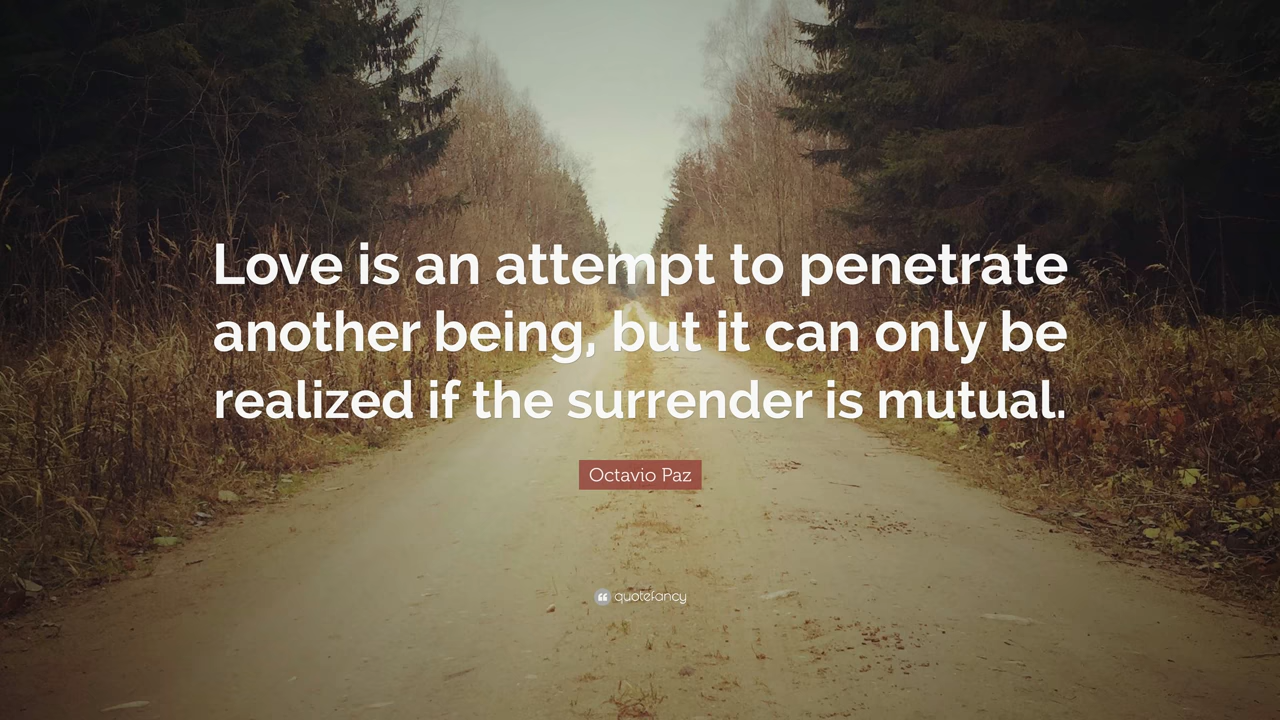 Love is an attempt to penetrate
another being, but it can only be
realized if the surrender is mutual.
Octavio Paz
quotefancy